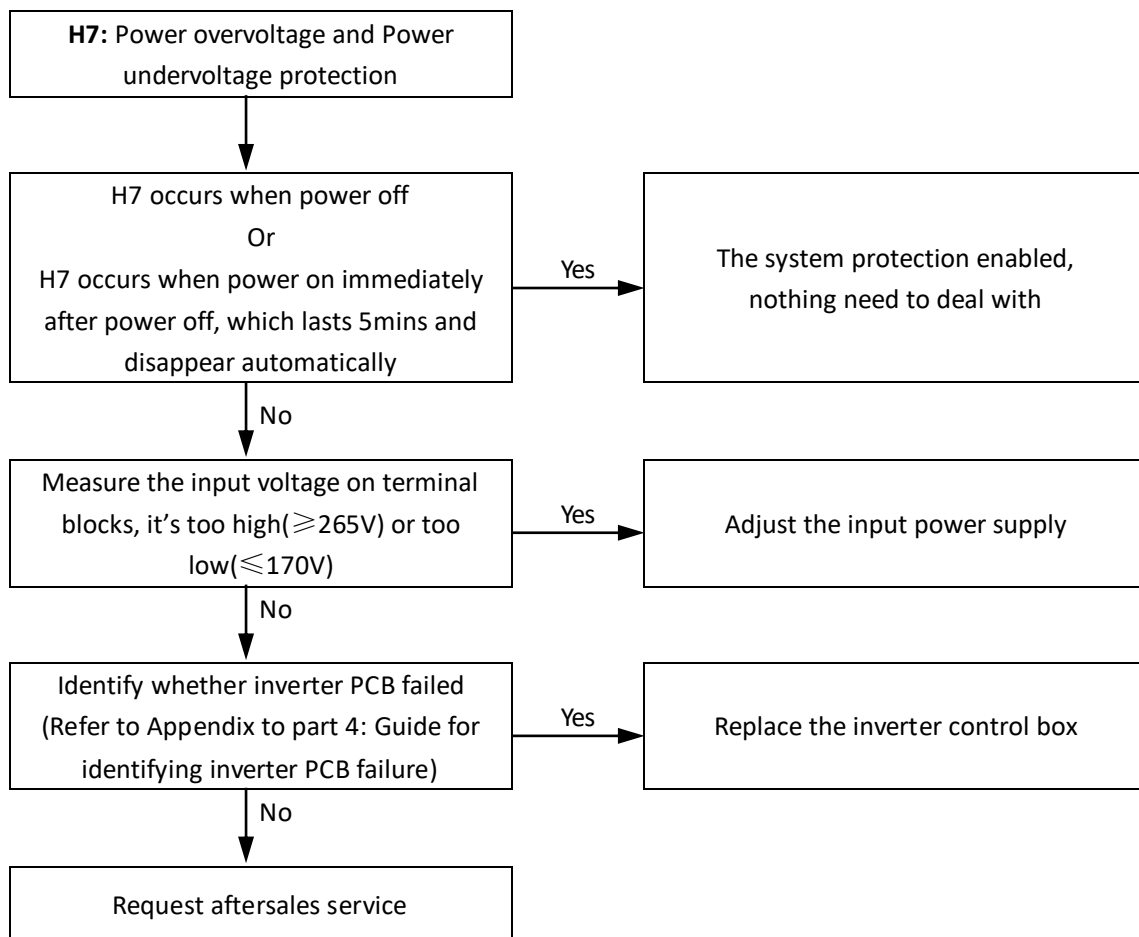 H7: Power overvoltage and Power
undervoltage protection
H7 occurs when power off
Or
H7 occurs when power on immediately
after power off, which lasts 5mins and
disappear automatically
Yes
The system protection enabled,
nothing need to deal with
No
Measure the input voltage on terminal
blocks, it’s too high(≥265V) or too
low(≤170V)
Yes
Adjust the input power supply
No
Identify whether inverter PCB failed
(Refer to Appendix to part 4: Guide for
identifying inverter PCB failure)
Yes
Replace the inverter control box
No
Request aftersales service